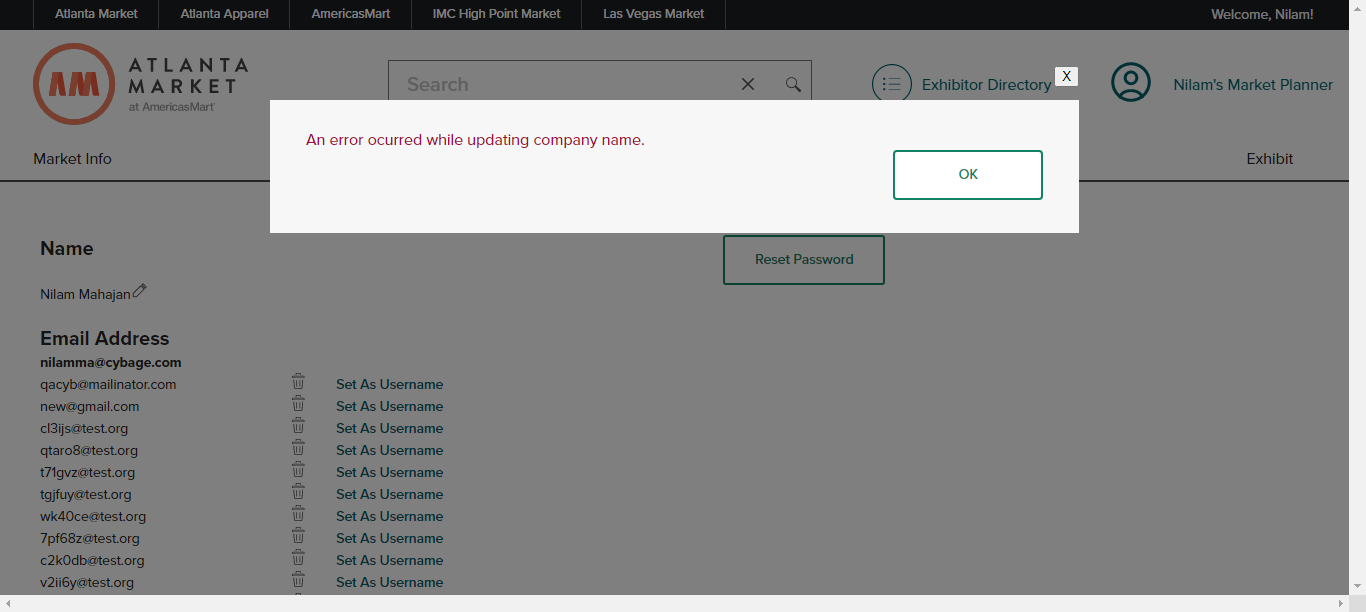 Atlanta Market Atlanta Apparel AmericasMart IMC High Point Market Las Vegas Market Welcome, Nilam!
ATLANTA
MARKET
at AmericasMart
Search
Exhibitor Directory
X
Nilam's Market Planner
An error ocurred while updating company name.
OK
Market Info
Exhibit
Name
Reset Password
Nilam Mahajan
Email Address
nilamma@cybage.com
qacyb@mailinator.com Set As Username
new@gmail.com Set As Username
cl3ijs@test.org Set As Username
qtaro8@test.org Set As Username
t71gvz@test.org Set As Username
tgjfuy@test.org Set As Username
wk40ce@test.org Set As Username
7pf68z@test.org Set As Username
c2k0db@test.org Set As Username
v2ii6y@test.org Set As Username